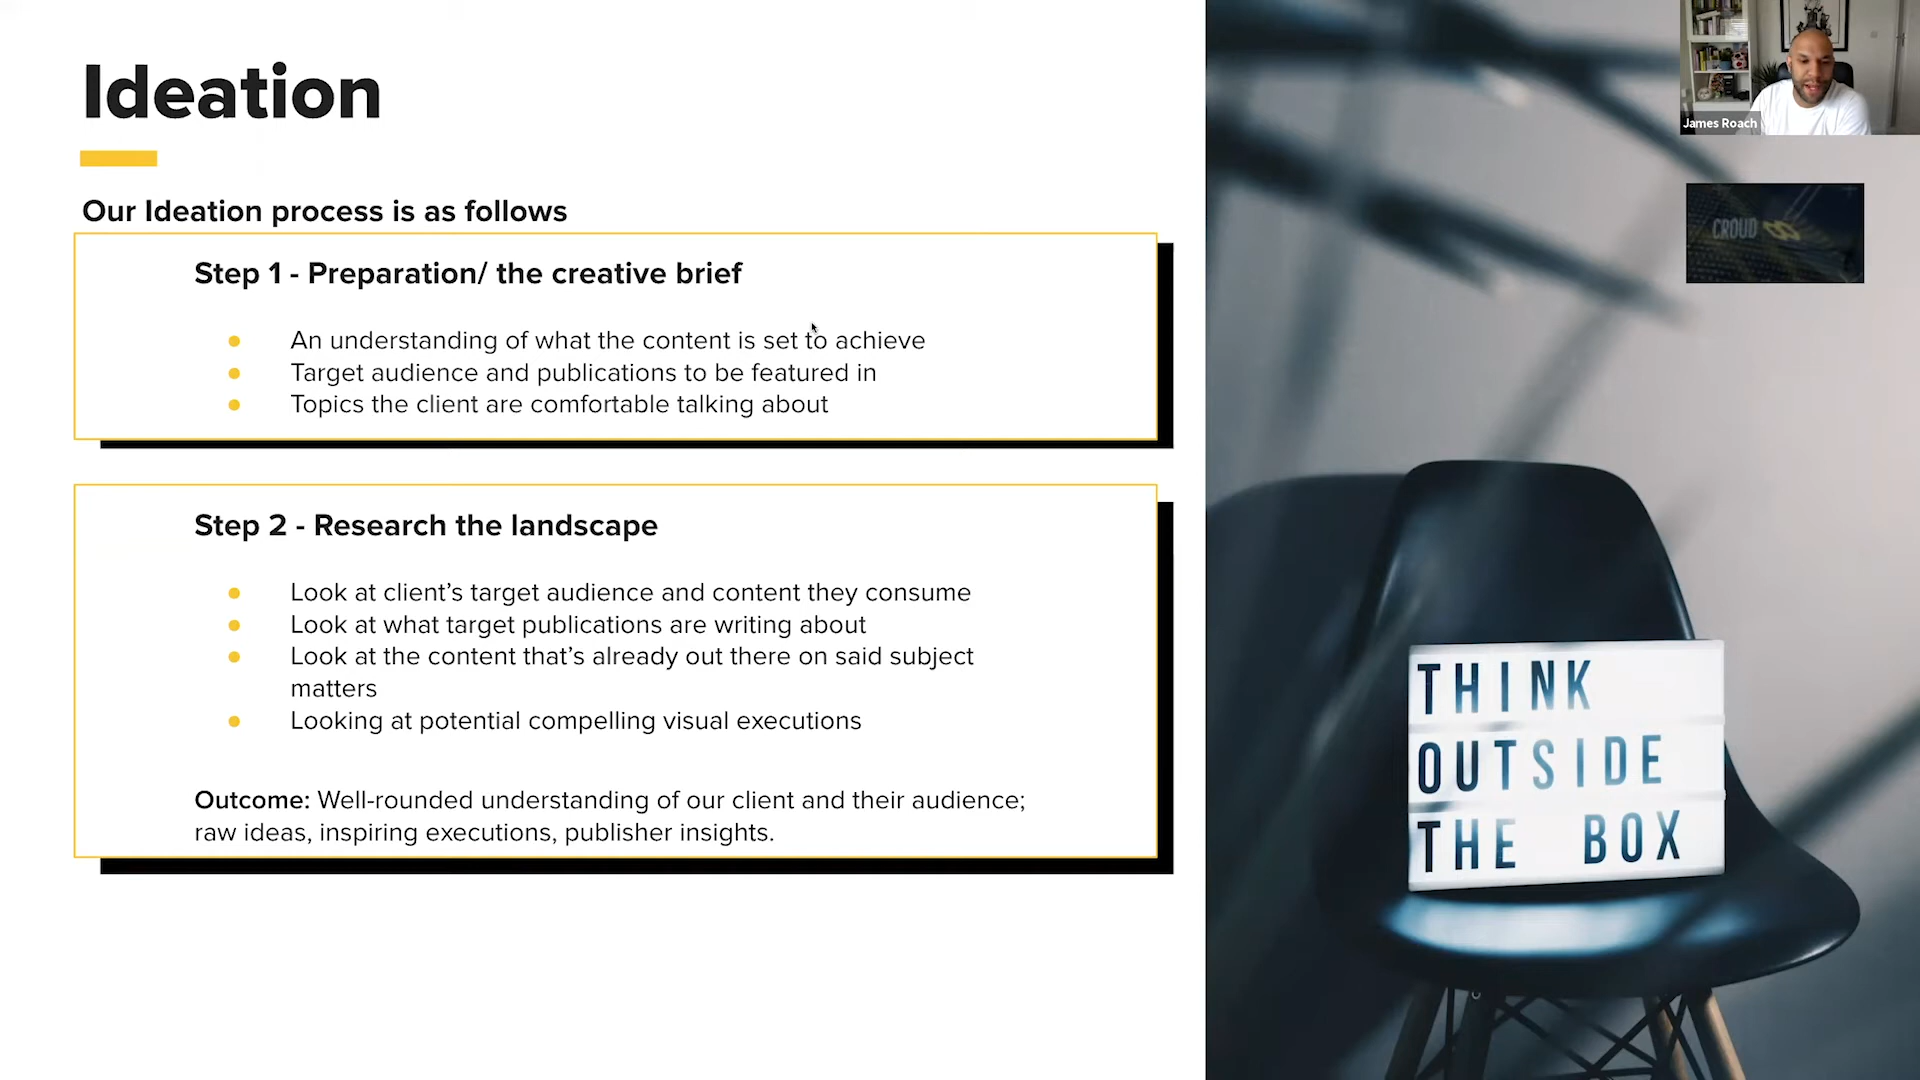 Ideation
Our Ideation process is as follows
Step 1 - Preparation/ the creative brief
● An understanding of what the content is set to achieve
● Target audience and publications to be featured in
● Topics the client are comfortable talking about
Step 2 - Research the landscape
● Look at client’s target audience and content they consume
● Look at what target publications are writing about
● Look at the content that’s already out there on said subject
matters
● Looking at potential compelling visual executions
Outcome: Well-rounded understanding of our client and their audience;
raw ideas, inspiring executions, publisher insights.
James Roach
CROUD
THINK
OUTSIDE
THE BOX